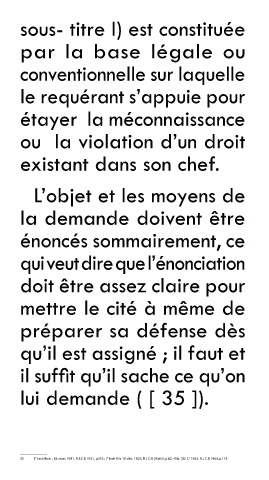 sous- titre I) est constituée
par la base légale ou
conventionnelle sur laquelle
le requérant s’appuie pour
étayer la méconnaissance
ou la violation d’un droit
existant dans son chef.
L’objet et les moyens de
la demande doivent être
énoncés sommairement, ce
qui veut dire que l’énonciation
doit être assez claire pour
mettre le cité à même de
préparer sa défense dès
qu’il est assigné ; il faut et
il suffit qu’il sache ce qu’on
lui demande ( [ 35 ]).